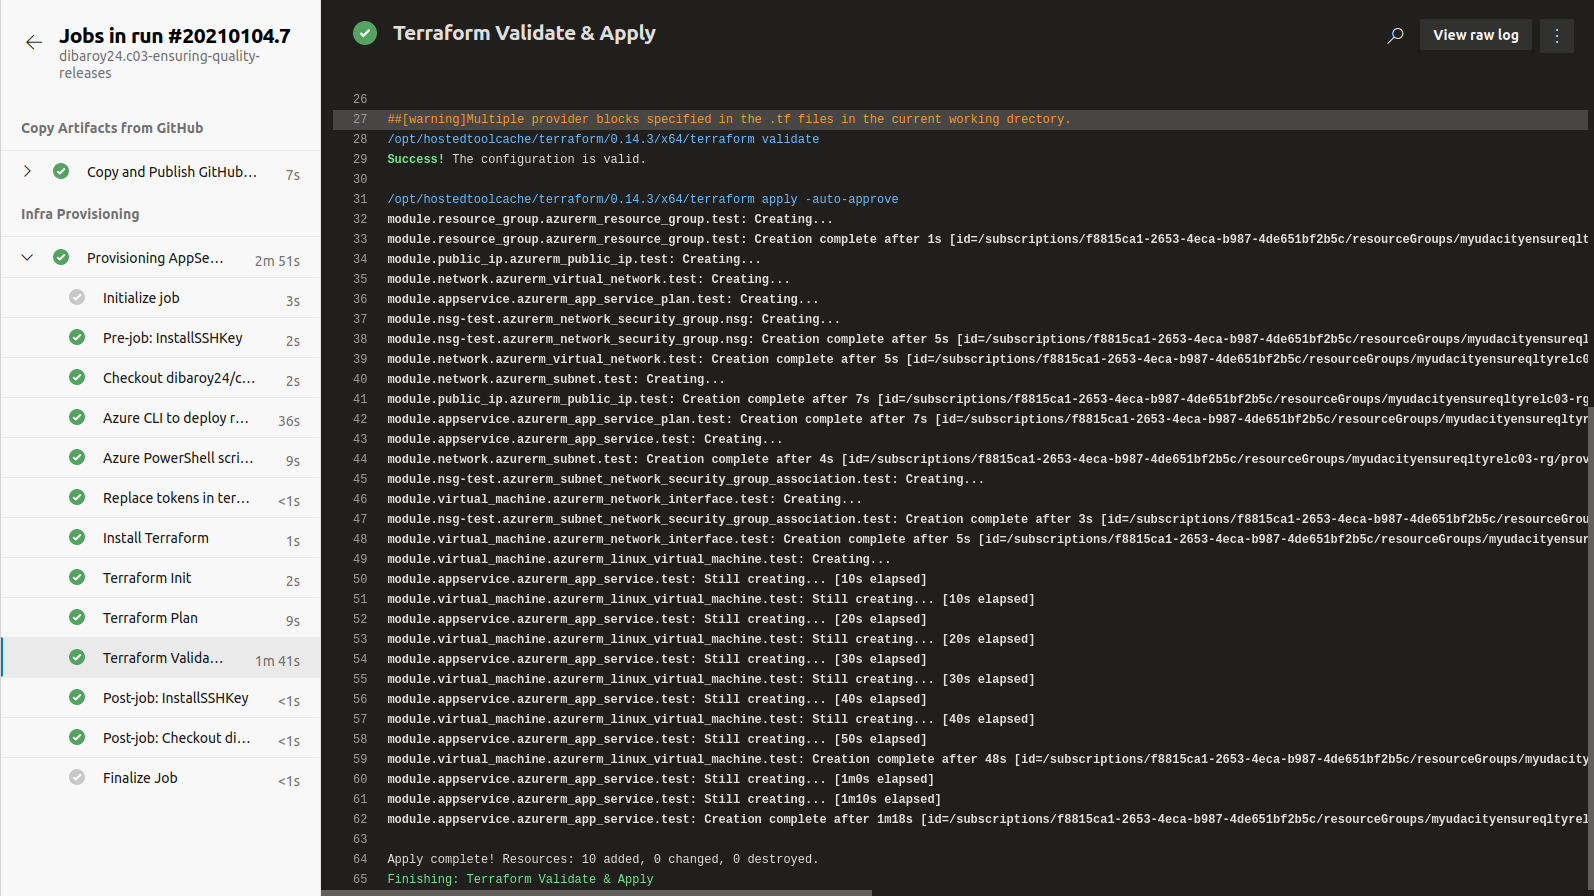 Jobs in run #20210104.7
dibaroy24.c03-ensuring-quality-
releases
Copy Artifacts from GitHub
Copy and Publish GitHub... 7s
Infra Provisioning
Provisioning AppSe... 2m 51s
Initialize job 3s
Pre-job: InstallSSHKey 2s
Checkout dibaroy24/c... 2s
Azure CLI to deploy r... 36s
Azure PowerShell scri... 9s
Replace tokens in ter... <1s
Install Terraform 1s
Terraform Init 2s
Terraform Plan 9s
Terraform Valida... 1m 41s
Post-job: InstallSSHKey <1s
Post-job: Checkout di... <1s
Finalize Job <1s
Terraform Validate & Apply
View raw log
26
27 ##[warning]Multiple provider blocks specified in the .tf files in the current working drectory.
28 /opt/hostedtoolcache/terraform/0.14.3/x64/terraform validate
29 Success! The configuration is valid.
30
31 /opt/hostedtoolcache/terraform/0.14.3/x64/terraform apply -auto-approve
32 module.resource_group.azurerm_resource_group.test: Creating...
33 module.resource_group.azurerm_resource_group.test: Creation complete after 1s [id=/subscriptions/f8815ca1-2653-4eca-b987-4de651bf2b5c/resourceGroups/myudacityensureqlt
34 module.public_ip.azurerm_public_ip.test: Creating...
35 module.network.azurerm_virtual_network.test: Creating...
36 module.appservice.azurerm_app_service_plan.test: Creating...
37 module.nsg-test.azurerm_network_security_group.nsg: Creating...
38 module.nsg-test.azurerm_network_security_group.nsg: Creation complete after 5s [id=/subscriptions/f8815ca1-2653-4eca-b987-4de651bf2b5c/resourceGroups/myudacityensureql
39 module.network.azurerm_virtual_network.test: Creation complete after 5s [id=/subscriptions/f8815ca1-2653-4eca-b987-4de651bf2b5c/resourceGroups/myudacityensureqltyrelc0
40 module.network.azurerm_subnet.test: Creating...
41 module.public_ip.azurerm_public_ip.test: Creation complete after 7s [id=/subscriptions/f8815ca1-2653-4eca-b987-4de651bf2b5c/resourceGroups/myudacityensureqltyrelc03-rg
42 module.appservice.azurerm_app_service_plan.test: Creation complete after 7s [id=/subscriptions/f8815ca1-2653-4eca-b987-4de651bf2b5c/resourceGroups/myudacityensureqltyr
43 module.appservice.azurerm_app_service.test: Creating...
44 module.network.azurerm_subnet.test: Creation complete after 4s [id=/subscriptions/f8815ca1-2653-4eca-b987-4de651bf2b5c/resourceGroups/myudacityensureqltyrelc03-rg/prov
45 module.nsg-test.azurerm_subnet_network_security_group_association.test: Creating...
46 module.virtual_machine.azurerm_network_interface.test: Creating...
47 module.nsg-test.azurerm_subnet_network_security_group_association.test: Creation complete after 3s [id=/subscriptions/f8815ca1-2653-4eca-b987-4de651bf2b5c/resourceGrou
48 module.virtual_machine.azurerm_network_interface.test: Creation complete after 5s [id=/subscriptions/f8815ca1-2653-4eca-b987-4de651bf2b5c/resourceGroups/myudacityensur
49 module.virtual_machine.azurerm_linux_virtual_machine.test: Creating...
50 module.appservice.azurerm_app_service.test: Still creating... [10s elapsed]
51 module.virtual_machine.azurerm_linux_virtual_machine.test: Still creating... [10s elapsed]
52 module.appservice.azurerm_app_service.test: Still creating... [20s elapsed]
53 module.virtual_machine.azurerm_linux_virtual_machine.test: Still creating... [20s elapsed]
54 module.appservice.azurerm_app_service.test: Still creating... [30s elapsed]
55 module.virtual_machine.azurerm_linux_virtual_machine.test: Still creating... [30s elapsed]
56 module.appservice.azurerm_app_service.test: Still creating... [40s elapsed]
57 module.virtual_machine.azurerm_linux_virtual_machine.test: Still creating... [40s elapsed]
58 module.appservice.azurerm_app_service.test: Still creating... [50s elapsed]
59 module.virtual_machine.azurerm_linux_virtual_machine.test: Creation complete after 48s [id=/subscriptions/f8815ca1-2653-4eca-b987-4de651bf2b5c/resourceGroups/myudacity
60 module.appservice.azurerm_app_service.test: Still creating... [1m0s elapsed]
61 module.appservice.azurerm_app_service.test: Still creating... [1m10s elapsed]
62 module.appservice.azurerm_app_service.test: Creation complete after 1m18s [id=/subscriptions/f8815ca1-2653-4eca-b987-4de651bf2b5c/resourceGroups/myudacityensureqltyrel
63
64 Apply complete! Resources: 10 added, 0 changed, 0 destroyed.
65 Finishing: Terraform Validate & Apply